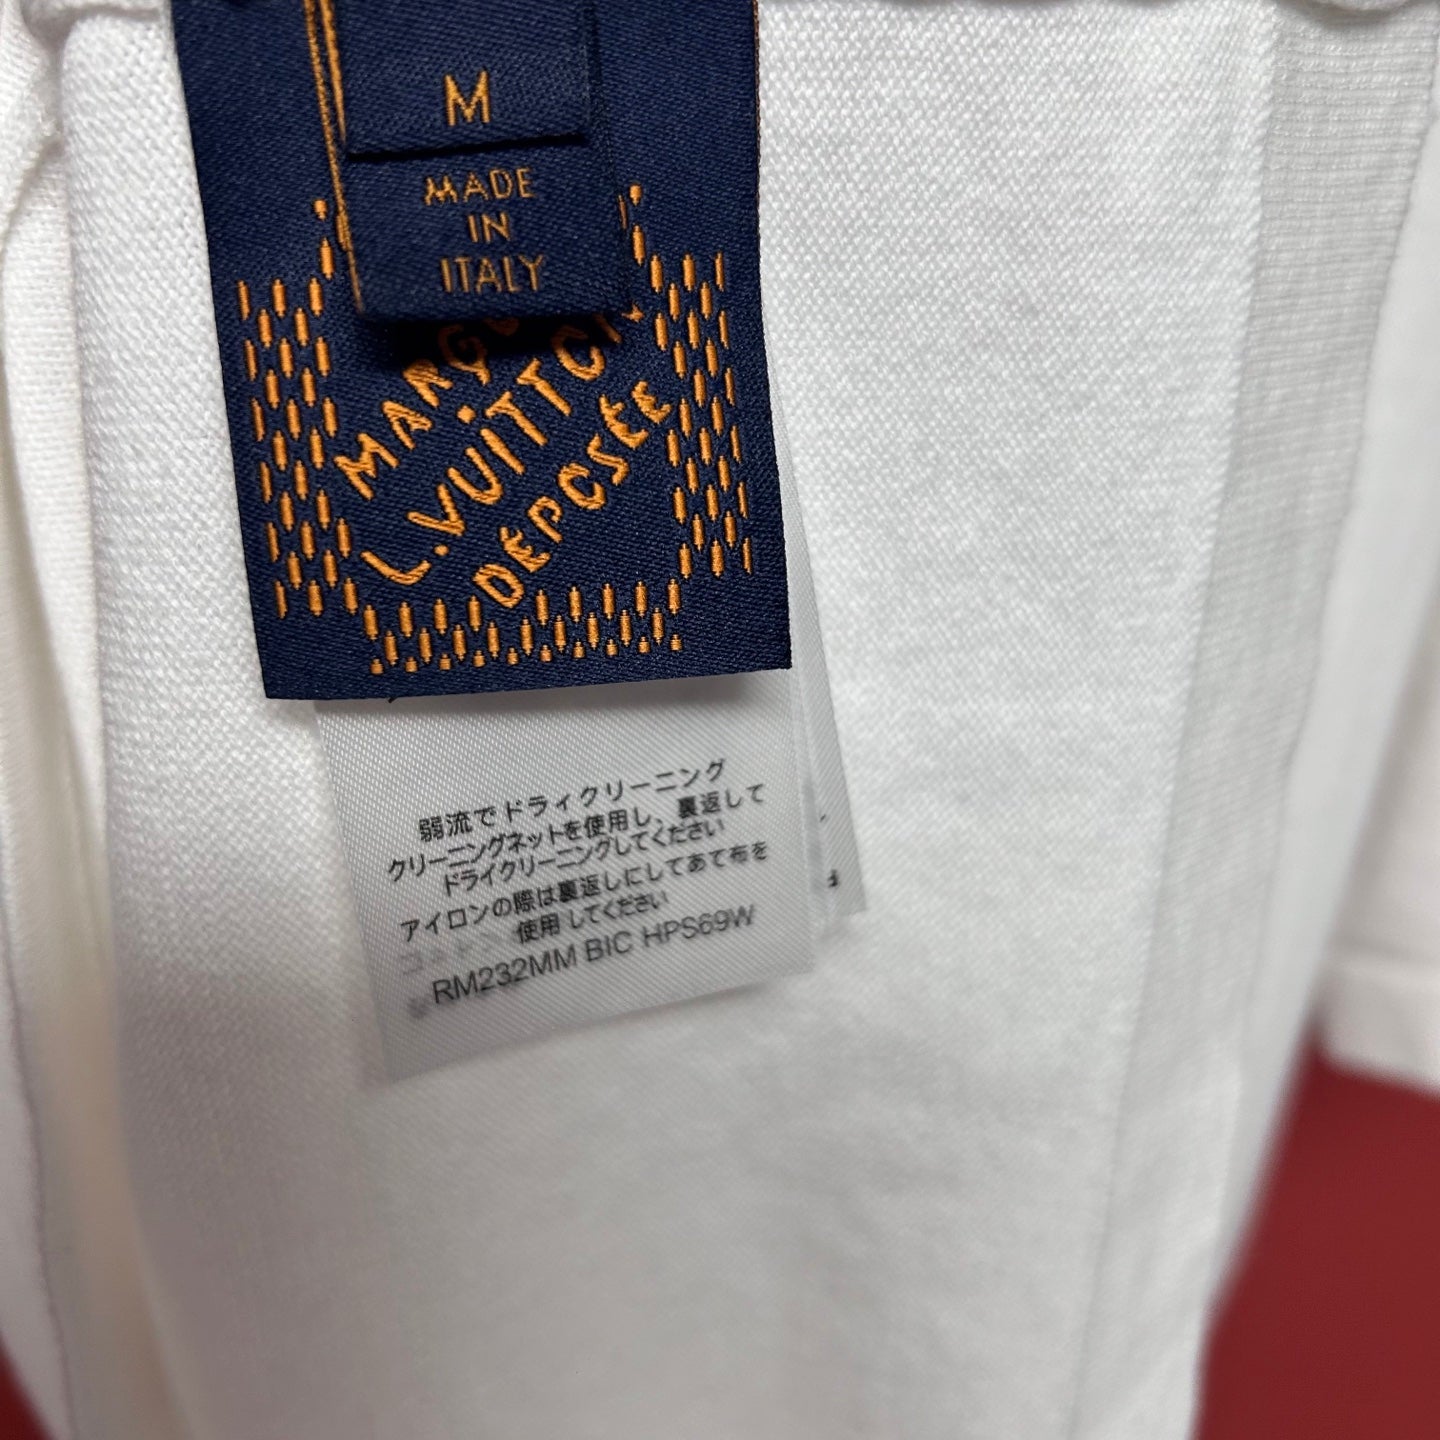 M
MADE
IN
ITALY
L.VUITTON
DÉPOSÉE
弱流でドライクリーニング
クリーニングネットを使用し、裏返して
ドライクリーニングしてください
アイロンの際は裏返しにしてあて布を
使用してください
RM232MM BIC HPS69W